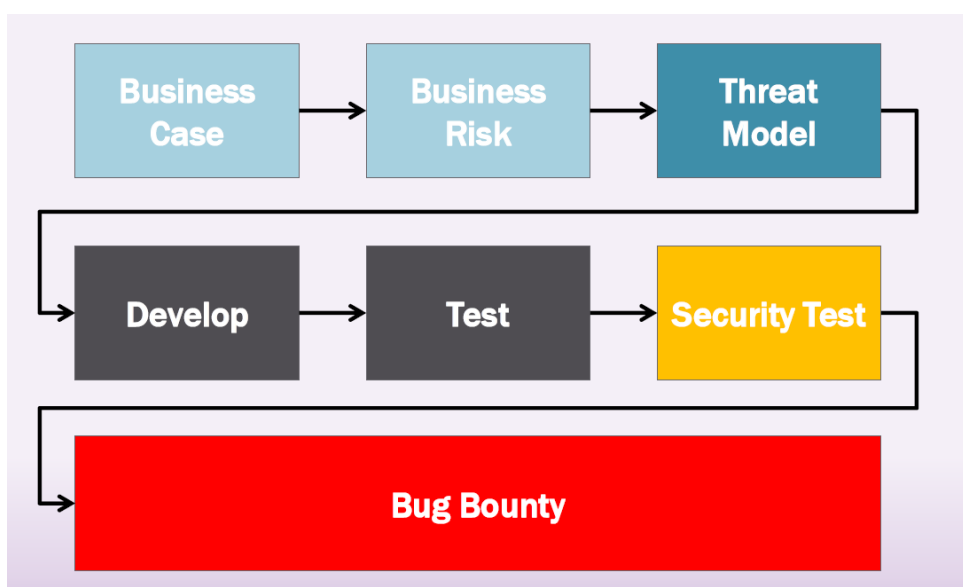 Business
Case
Business
Risk
Threat
Model
Develop
Test
Security Test
Bug Bounty